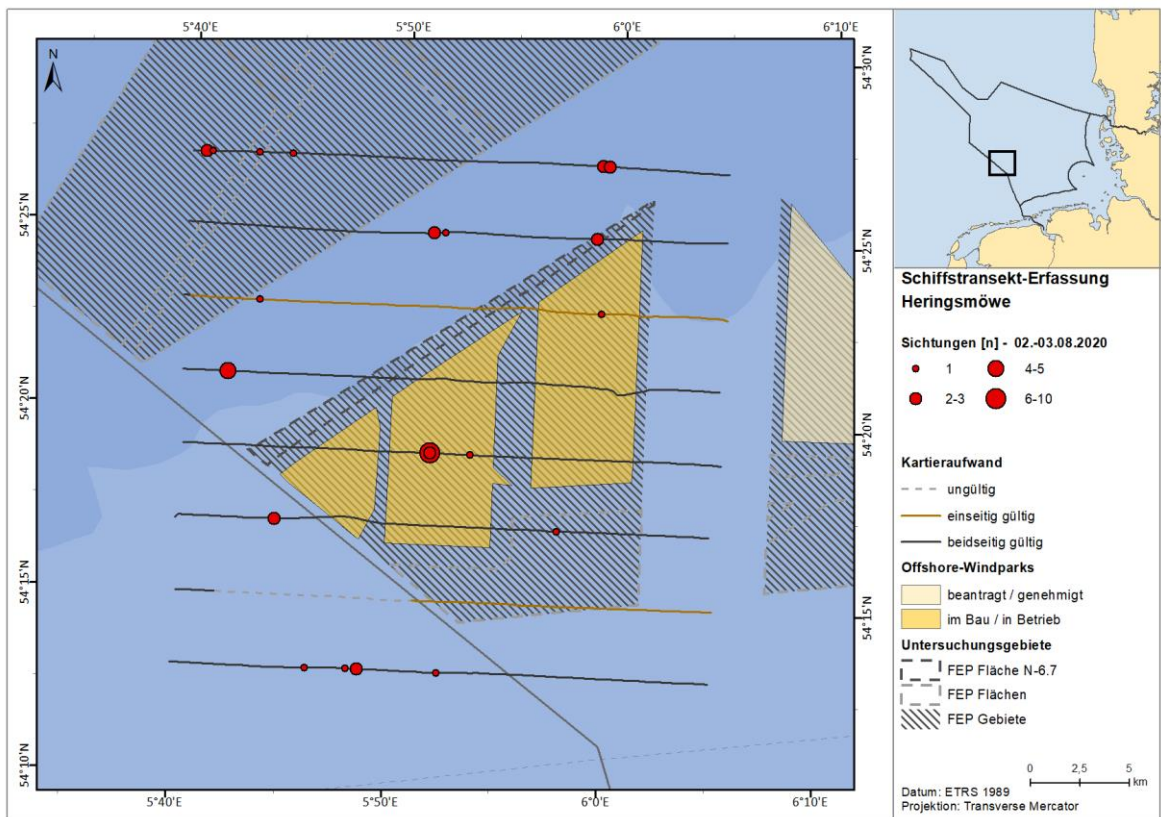 5°40'E 5°50'E 6°0'E 6°10'E
N
54°30'N
54°25'N
54°25'N
54°20'N
54°20'N
54°15'N
54°15'N
54°10'N
5°40'E 5°50'E 6°0'E 6°10'E
Schiffstransekt-Erfassung
Heringsmöwe
Sichtungen [n] - 02.-03.08.2020
1 4-5
2-3 6-10
Kartieraufwand
ungültig
einseitig gültig
beidseitig gültig
Offshore-Windparks
beantragt / genehmigt
im Bau / in Betrieb
Untersuchungsgebiete
FEP Fläche N-6.7
FEP Flächen
FEP Gebiete
0 2,5 5
km
Datum: ETRS 1989
Projektion: Transverse Mercator